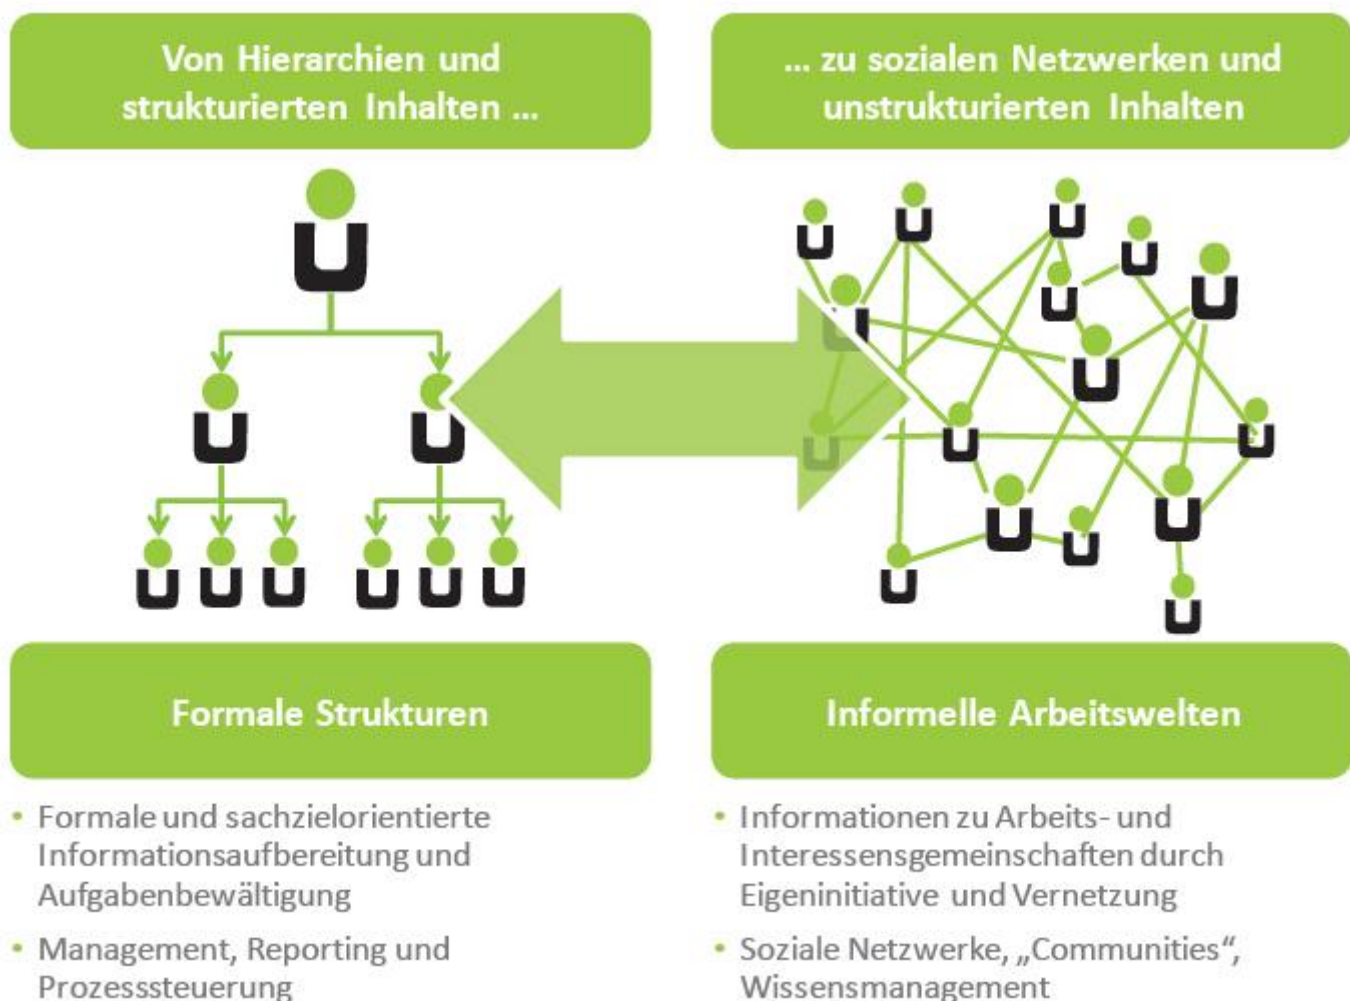 Von Hierarchien und
strukturierten Inhalten ...
... zu sozialen Netzwerken und
unstrukturierten Inhalten
Formale Strukturen
• Formale und sachzielorientierte
Informationsaufbereitung und
Aufgabenbewältigung
• Management, Reporting und
Prozesssteuerung
Informelle Arbeitswelten
• Informationen zu Arbeits- und
Interessensgemeinschaften durch
Eigeninitiative und Vernetzung
• Soziale Netzwerke, „Communities“,
Wissensmanagement